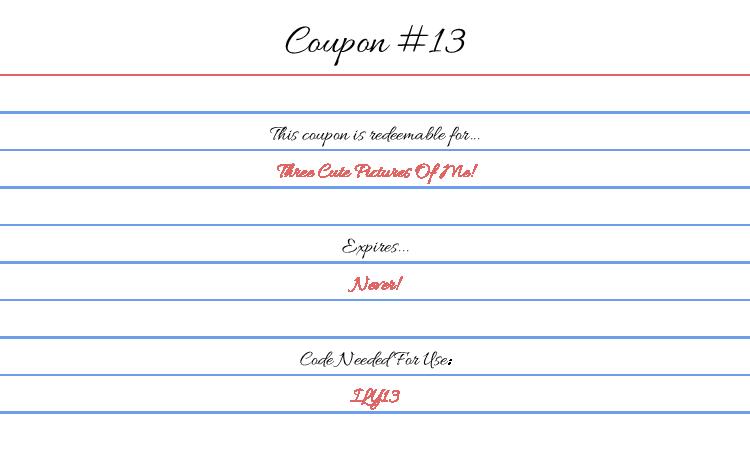 Coupon #13
This coupon is redeemable for...
Three Cute Pictures Of Me!
Expires...
Never!
Code Needed For Use:
ILY13